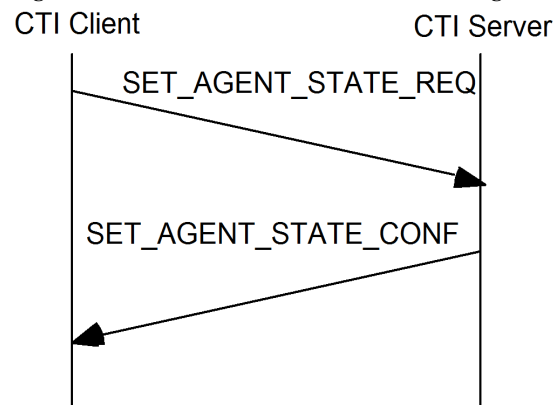 CTI Client
CTI Server
SET_AGENT_STATE_REQ
SET_AGENT_STATE_CONF